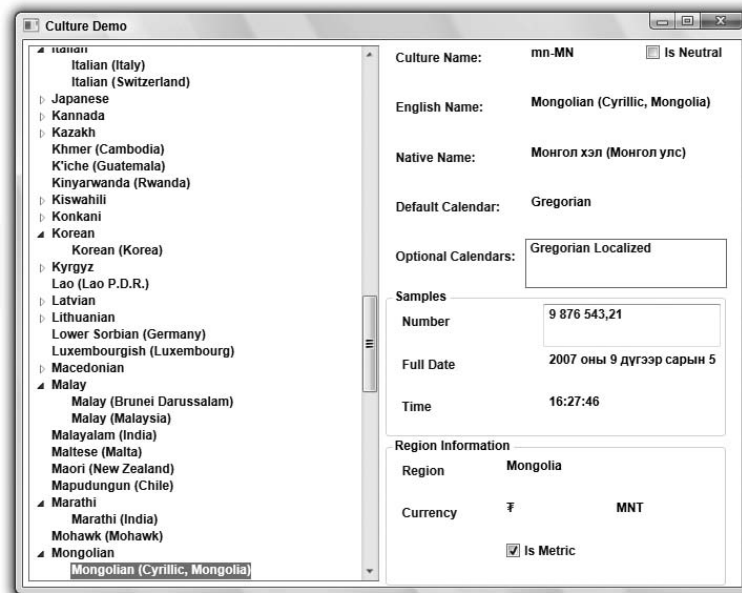 Culture Demo
Italian
Italian (Italy)
Italian (Switzerland)
Japanese
Kannada
Kazakh
Khmer (Cambodia)
K'iche (Guatemala)
Kinyarwanda (Rwanda)
Kiswahili
Konkani
Korean
Korean (Korea)
Kyrgyz
Lao (Lao P.D.R.)
Latvian
Lithuanian
Lower Sorbian (Germany)
Luxembourgish (Luxembourg)
Macedonian
Malay
Malay (Brunei Darussalam)
Malay (Malaysia)
Malayalam (India)
Maltese (Malta)
Maori (New Zealand)
Mapudungun (Chile)
Marathi
Marathi (India)
Mohawk (Mohawk)
Mongolian
Mongolian (Cyrillic, Mongolia)
Culture Name: mn-MN Is Neutral
English Name: Mongolian (Cyrillic, Mongolia)
Native Name: Монгол хэл (Монгол улс)
Default Calendar: Gregorian
Optional Calendars: Gregorian Localized
Samples
Number 9 876 543,21
Full Date 2007 оны 9 дүгээр сарын 5
Time 16:27:46
Region Information
Region Mongolia
Currency ₮ MNT
Is Metric